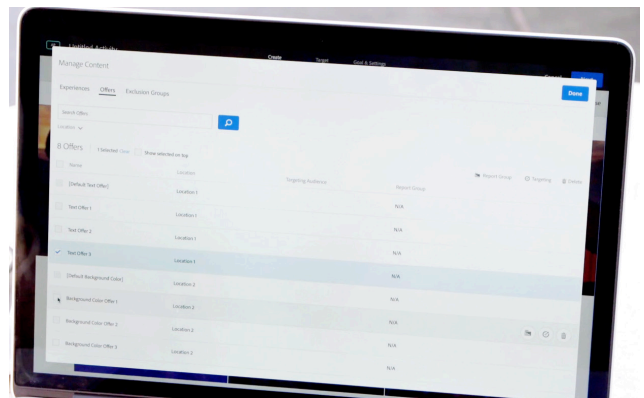 Untitled Activity
Create Target Goal & Settings
Manage Content
Done
Experiences Offers Exclusion Groups
Search Offers
Location
8 Offers 1 Selected Clear Show selected on top
Report Group Targeting Delete
Name Location Targeting Audience Report Group
[Default Text Offer] Location 1 N/A
Text Offer 1 Location 1 N/A
Text Offer 2 Location 1 N/A
Text Offer 3 Location 1 N/A
[Default Background Color] Location 2 N/A
Background Color Offer 1 Location 2 N/A
Background Color Offer 2 Location 2 N/A
Background Color Offer 3 Location 2 N/A